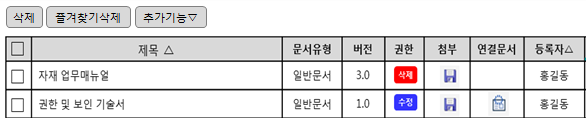 삭제 즐겨찾기삭제 추가기능▽
제목 △ 문서유형 버전 권한 첨부 연결문서 등록자△
자재 업무매뉴얼 일반문서 3.0 삭제 홍길동
권한 및 보인 기술서 일반문서 1.0 수정 홍길동